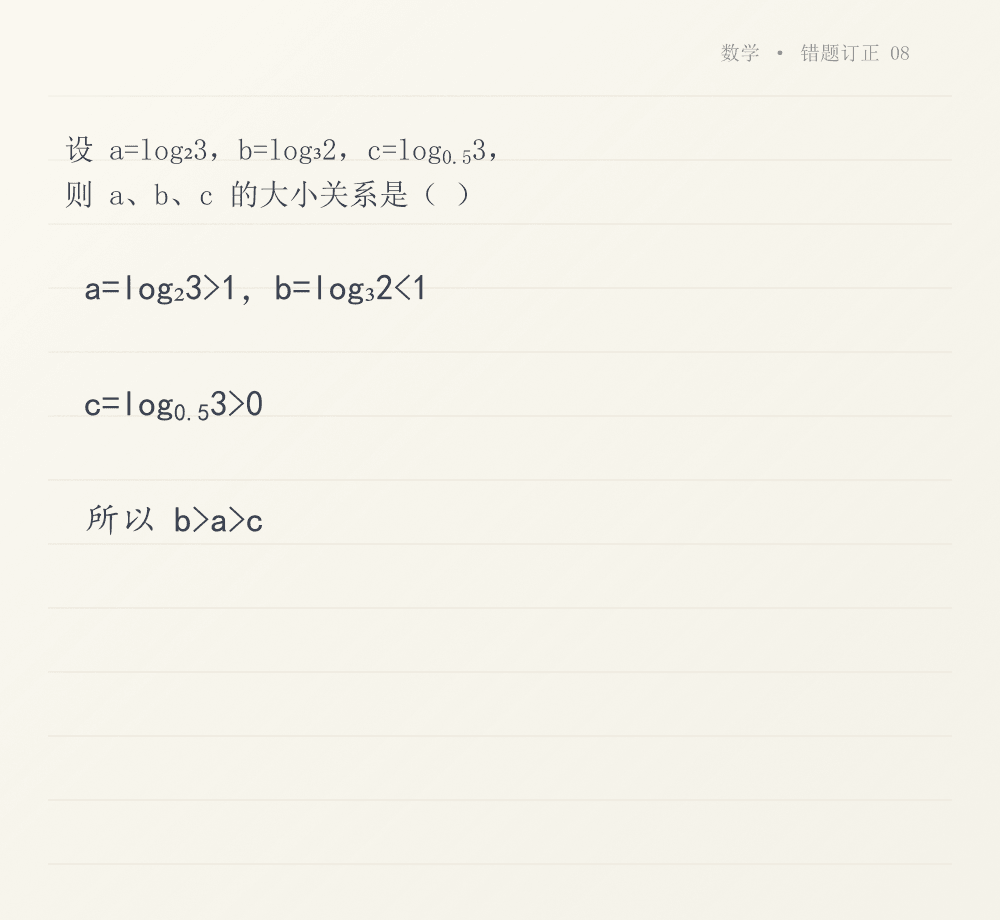 数学 · 错题订正 08
设 a=log₂3，b=log₃2，c=log₀.₅3，
则 a、b、c 的大小关系是（ ）
a=log₂3>1, b=log₃2<1
c=log₀.₅3>0
所以 b>a>c